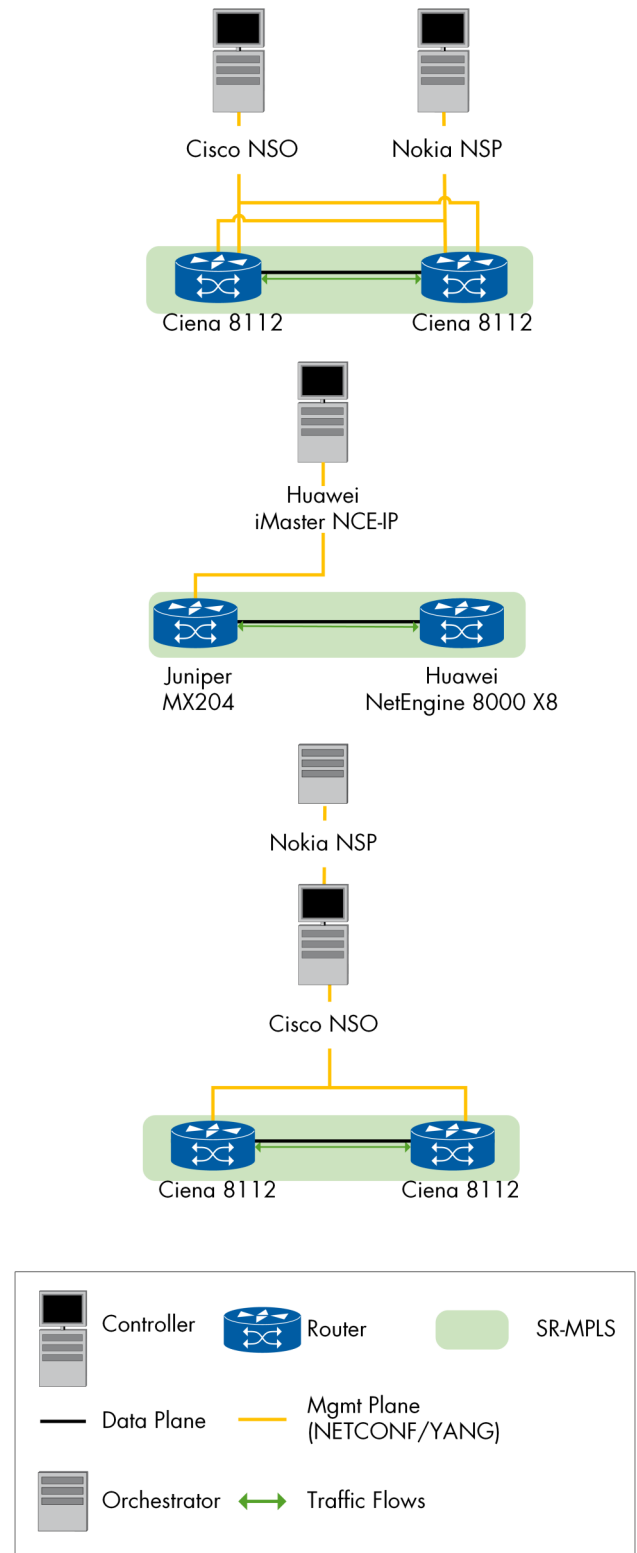 Cisco NSO
Nokia NSP
Ciena 8112
Ciena 8112
Huawei
iMaster NCE-IP
Juniper
MX204
Huawei
NetEngine 8000 X8
Nokia NSP
Cisco NSO
Ciena 8112
Ciena 8112
Controller
Router
SR-MPLS
Data Plane
Mgmt Plane
(NETCONF/YANG)
Orchestrator
Traffic Flows